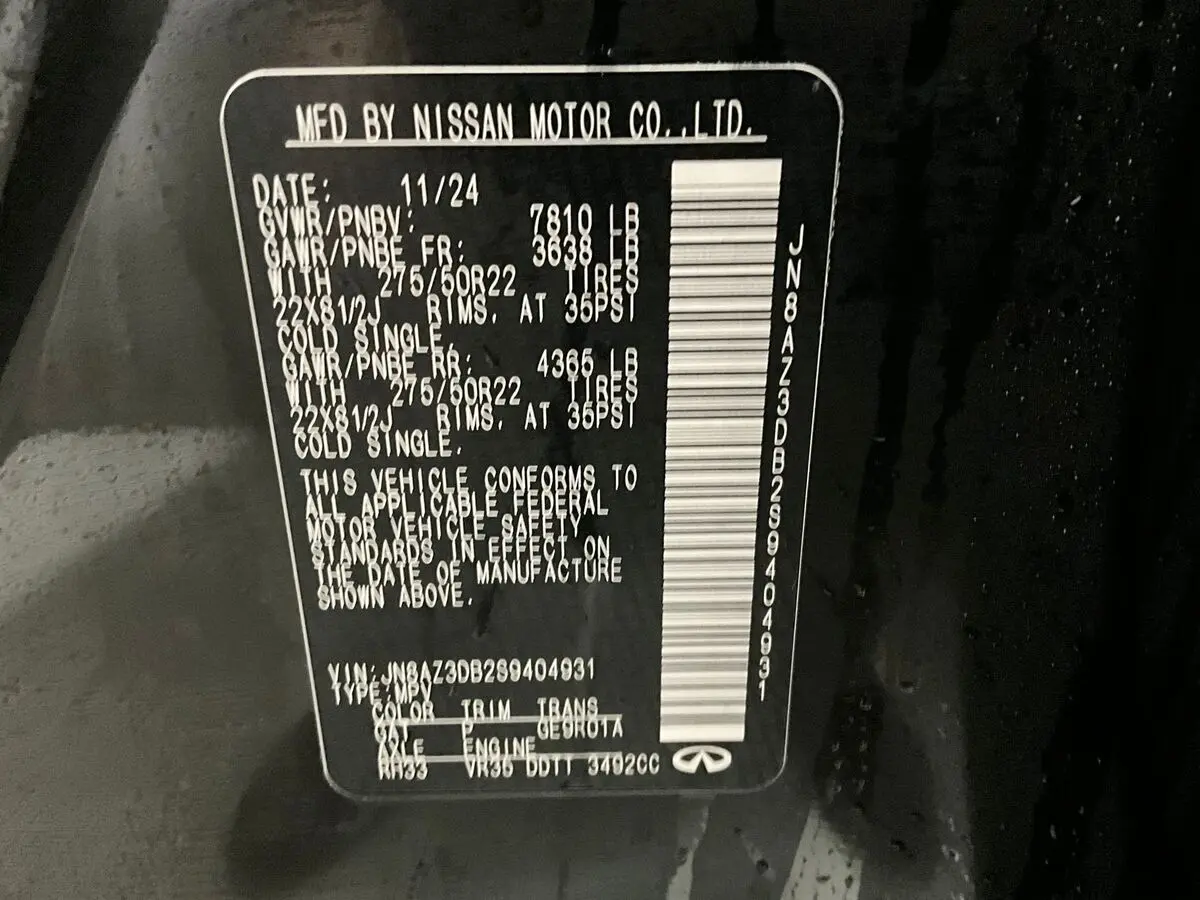 MFD BY NISSAN MOTOR CO.,LTD.
DATE: 11/24
GVWR/PNBV: 7810 LB
GAWR/PNBE FR: 3638 LB
WITH 275/50R22 TIRES
22X81/2J RIMS, AT 35PSI
COLD SINGLE.
GAWR/PNBE RR: 4365 LB
WITH 275/50R22 TIRES
22X81/2J RIMS, AT 35PSI
COLD SINGLE.
THIS VEHICLE CONFORMS TO
ALL APPLICABLE FEDERAL
MOTOR VEHICLE SAFETY
STANDARDS IN EFFECT ON
THE DATE OF MANUFACTURE
SHOWN ABOVE.
VIN:JN8AZ3DB2S9404931
TYPE:MPV
COLOR TRIM TRANS
GAT P GE9R01A
AXLE ENGINE
RH33 VR35 DDTT 3492CC
JN8AZ3DB2S9404931